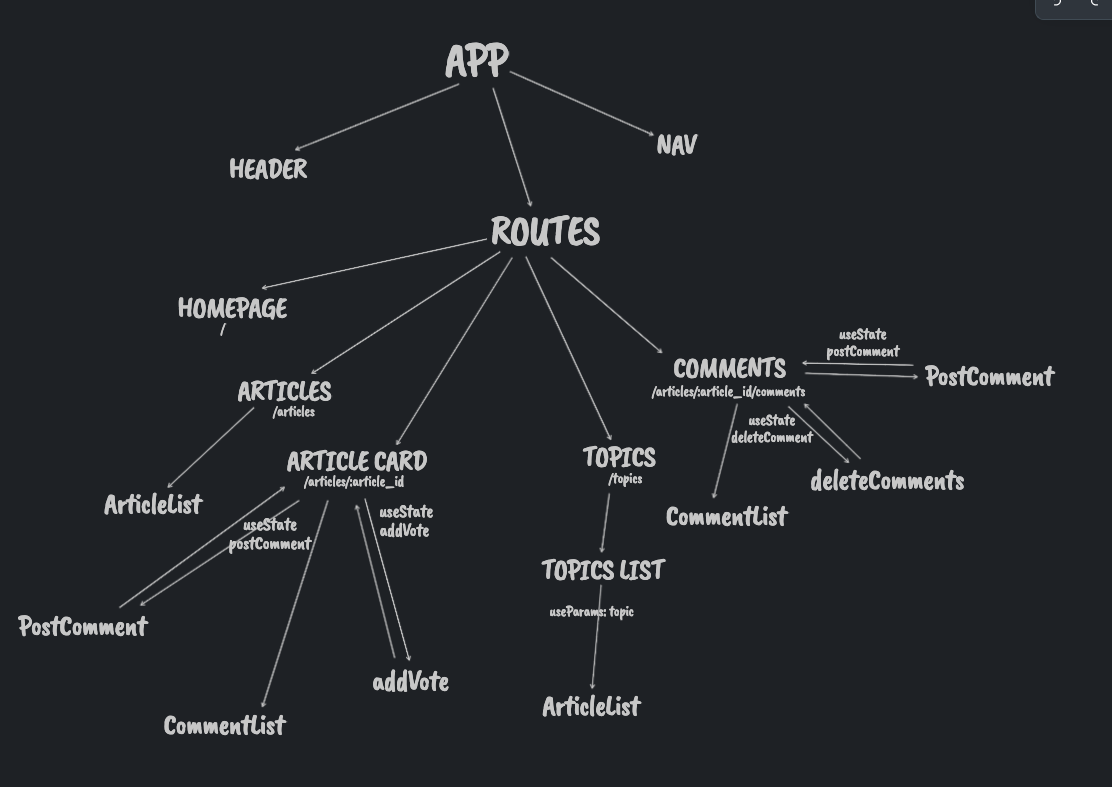 APP
NAV
HEADER
ROUTES
HOMEPAGE
/
useState
postComment
COMMENTS
/articles/:article_id/comments
PostComment
ARTICLES
/articles
useState
deleteComment
ARTICLE CARD
/articles/:article_id
TOPICS
/topics
deleteComments
ArticleList
useState
addVote
CommentList
useState
postComment
TOPICS LIST
useParams: topic
PostComment
addVote
ArticleList
CommentList